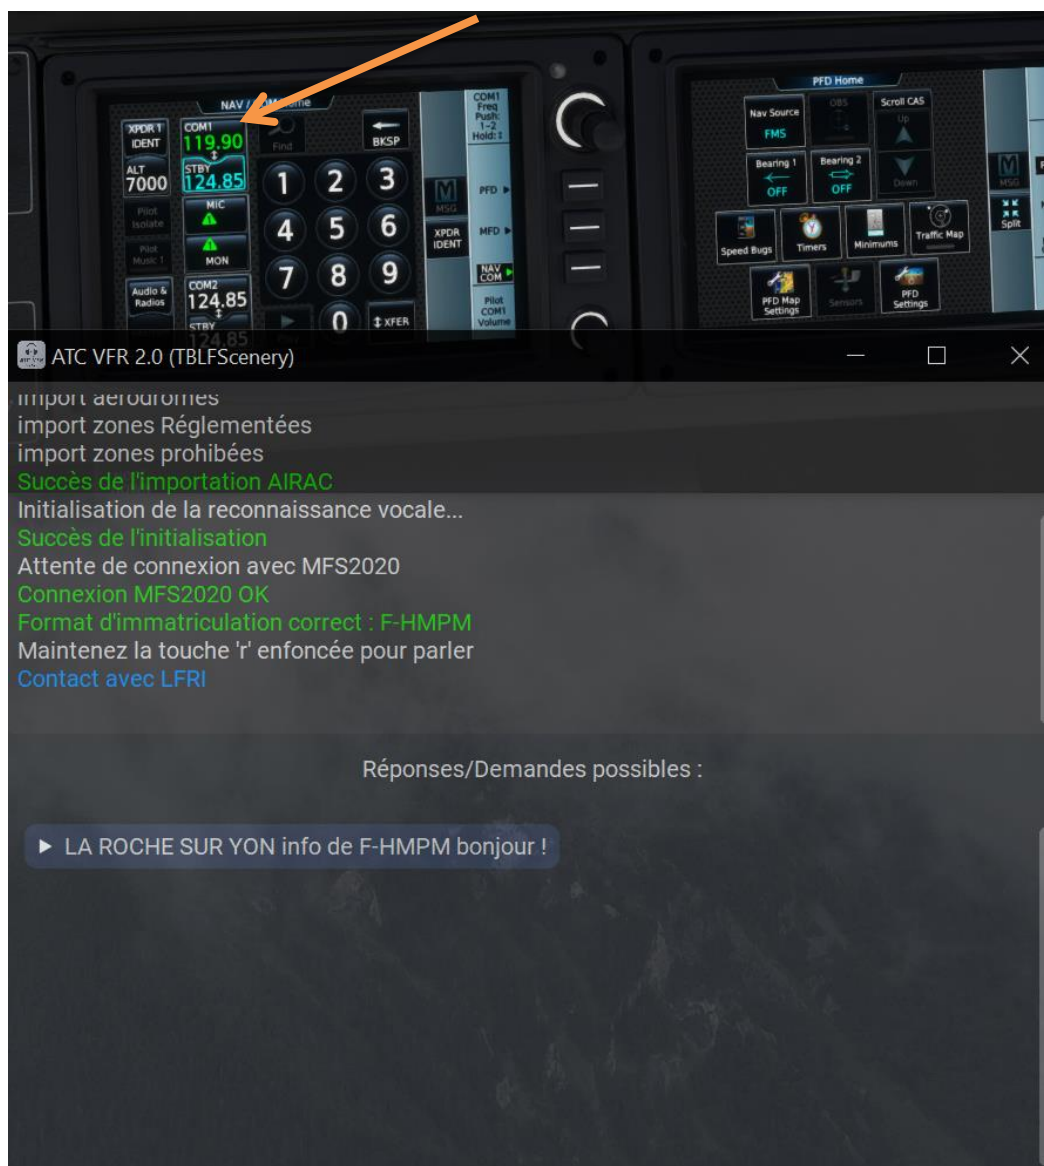 NAV /
Home
XPDR 1
IDENT
COM1
119.90
Find
BKSP
COM1
Freq
Push:
1-2
Hold: ↕
ALT
7000
STBY
124.85
1
2
3
MSG
PFD
Pilot
Isolate
MIC
4
5
6
XPDR
IDENT
MFD
Pilot
Music 1
MON
7
8
9
NAV
COM
Audio &
Radios
COM2
124.85
0
XFER
Pilot
COM1
Volume
STBY
124.85
Play
PFD Home
Nav Source
FMS
OBS
Scroll CAS
Up
Bearing 1
OFF
Bearing 2
OFF
Down
MSG
Split
Speed Bugs
Timers
Minimums
Traffic Map
PFD Map
Settings
Sensors
PFD
Settings
ATC VFR 2.0 (TBLFScenery)
import aerodromes
import zones Réglementées
import zones prohibées
Succès de l'importation AIRAC
Initialisation de la reconnaissance vocale...
Succès de l'initialisation
Attente de connexion avec MFS2020
Connexion MFS2020 OK
Format d'immatriculation correct : F-HMPM
Maintenez la touche 'r' enfoncée pour parler
Contact avec LFRI
Réponses/Demandes possibles :
► LA ROCHE SUR YON info de F-HMPM bonjour !